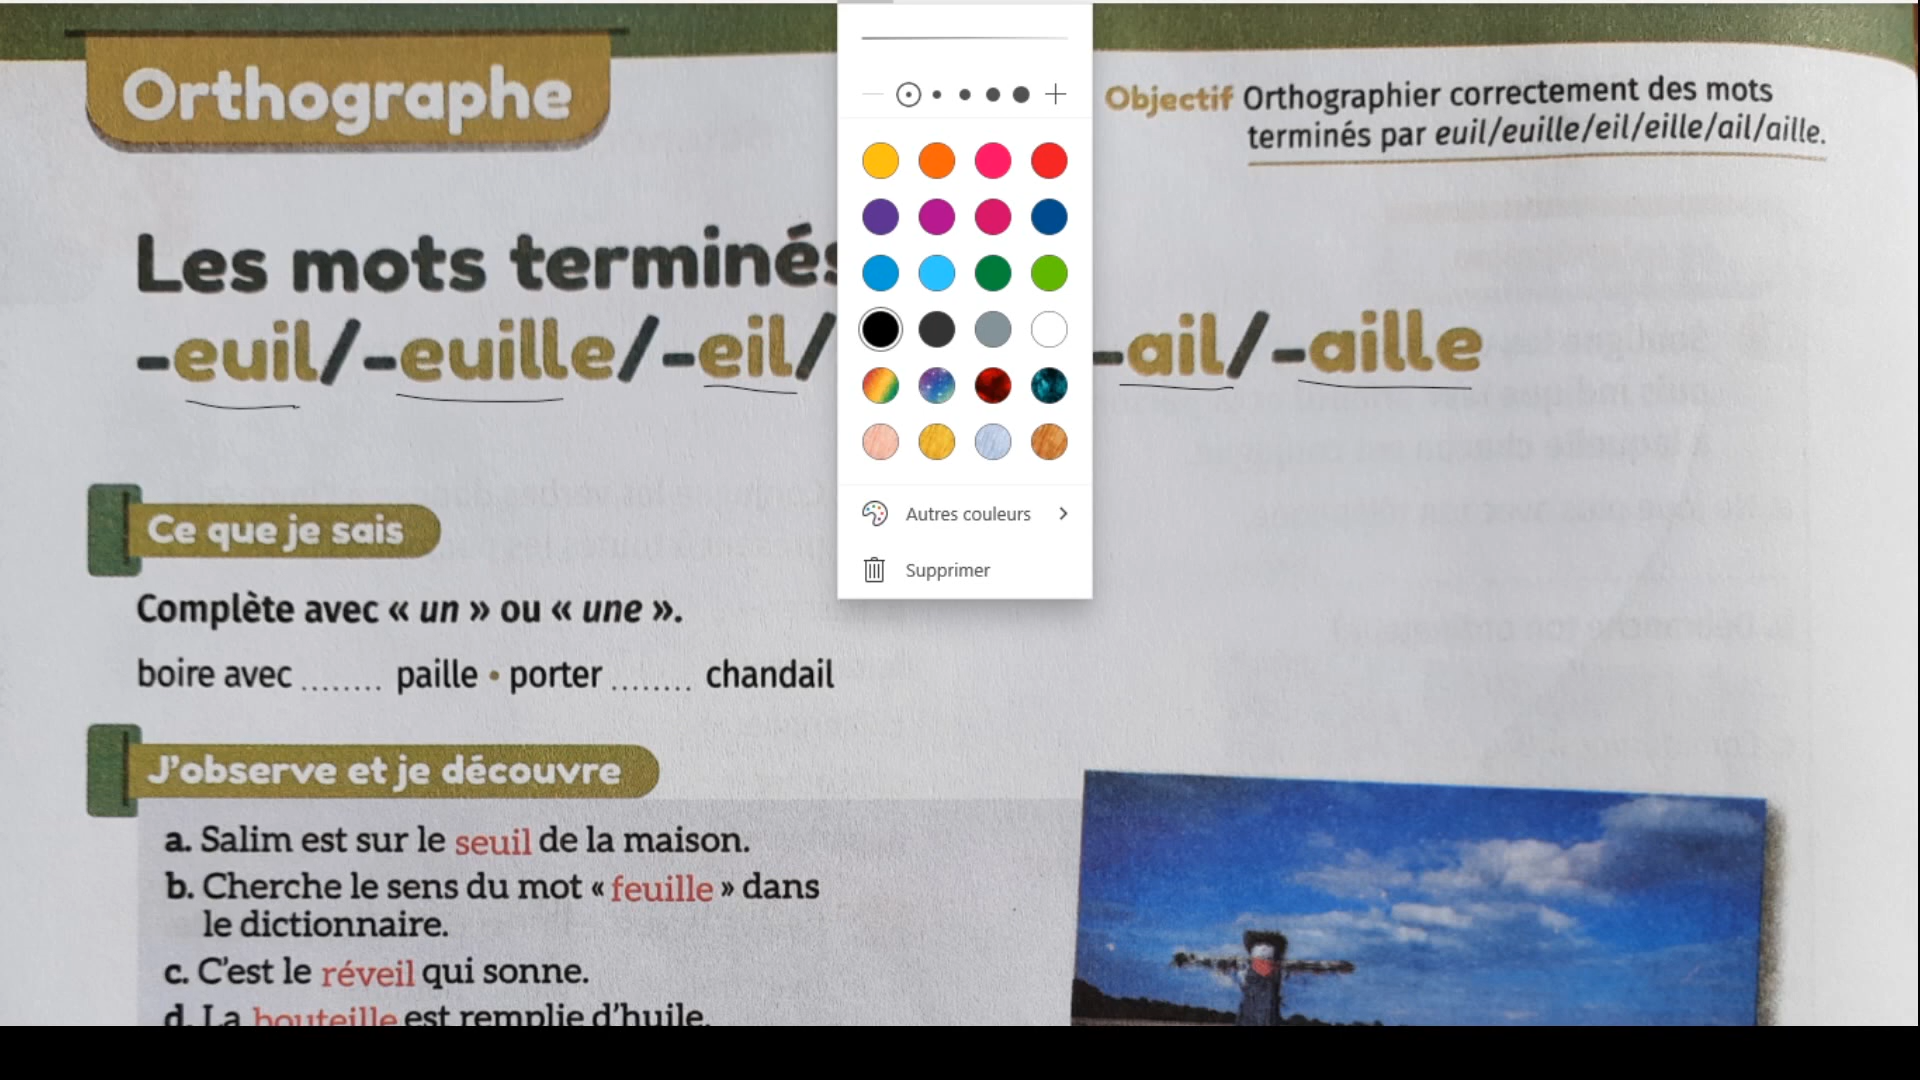 Orthographe
Objectif Orthographier correctement des mots
terminés par euil/euille/eil/eille/ail/aille.
Les mots terminés
-euil/-euille/-eil/ -ail/-aille
Autres couleurs
Supprimer
Ce que je sais
Complète avec « un » ou « une ».
boire avec ........ paille • porter ........ chandail
J'observe et je découvre
a. Salim est sur le seuil de la maison.
b. Cherche le sens du mot « feuille » dans
le dictionnaire.
c. C'est le réveil qui sonne.
d. La bouteille est remplie d'huile.